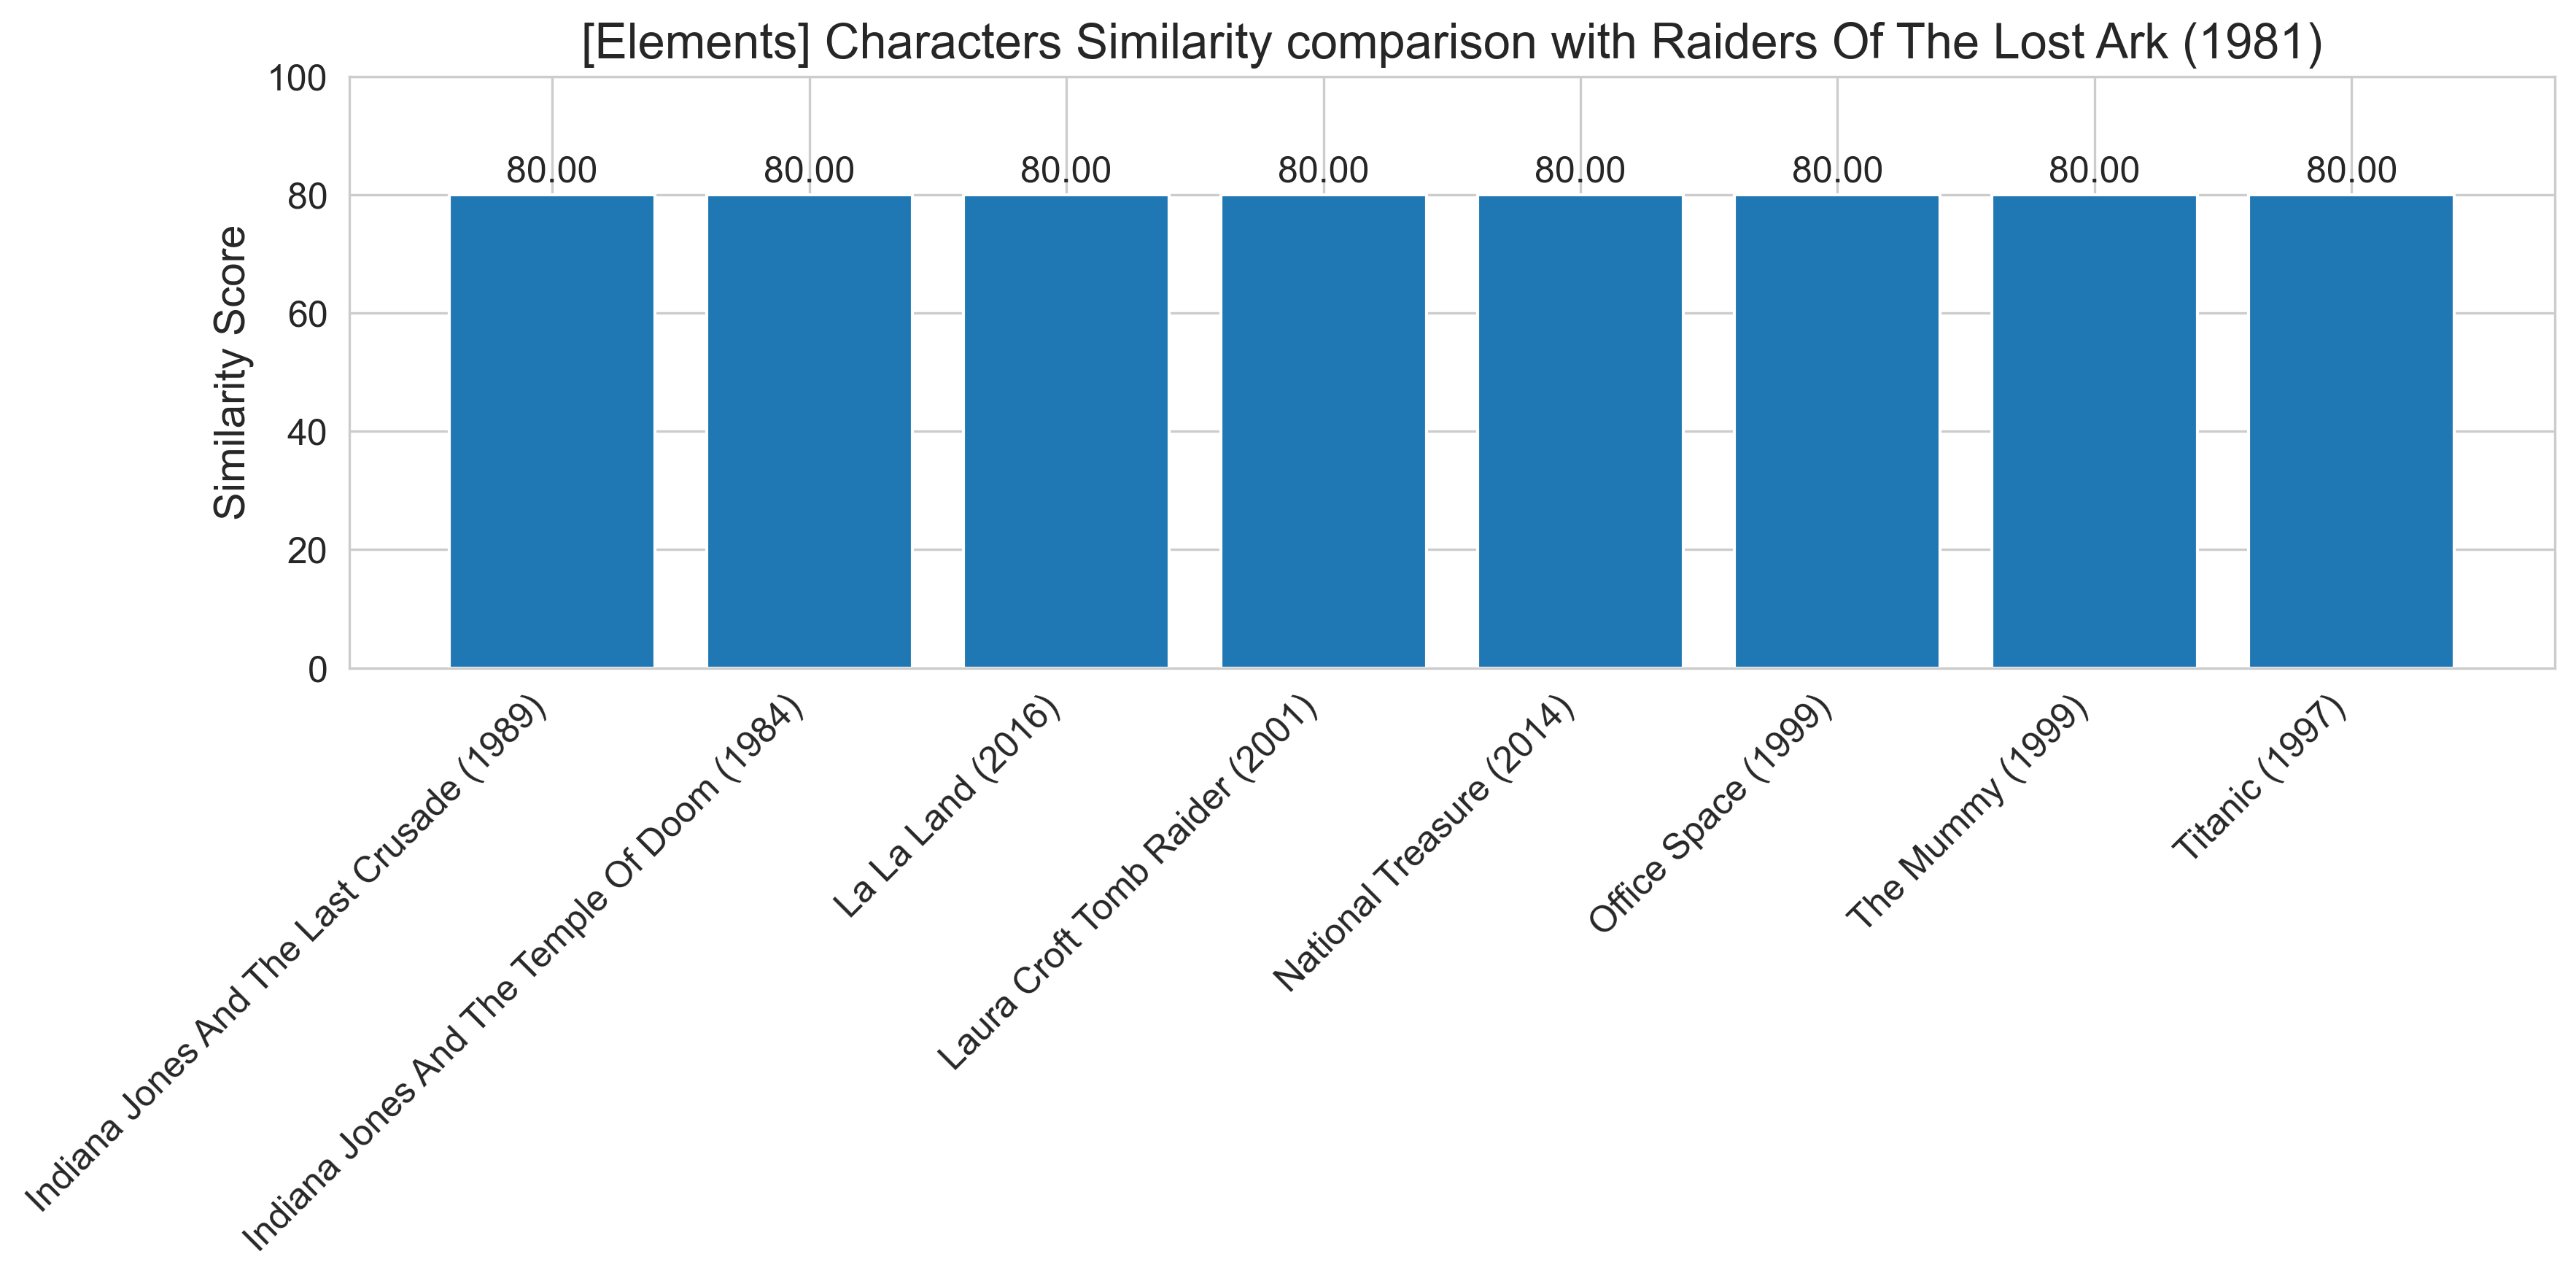 [Elements] Characters Similarity comparison with Raiders Of The Lost Ark (1981)
100
80
60
40
20
0
Similarity Score
80.00
80.00
80.00
80.00
80.00
80.00
80.00
80.00
Indiana Jones And The Last Crusade (1989)
Indiana Jones And The Temple Of Doom (1984)
La La Land (2016)
Laura Croft Tomb Raider (2001)
National Treasure (2014)
Office Space (1999)
The Mummy (1999)
Titanic (1997)